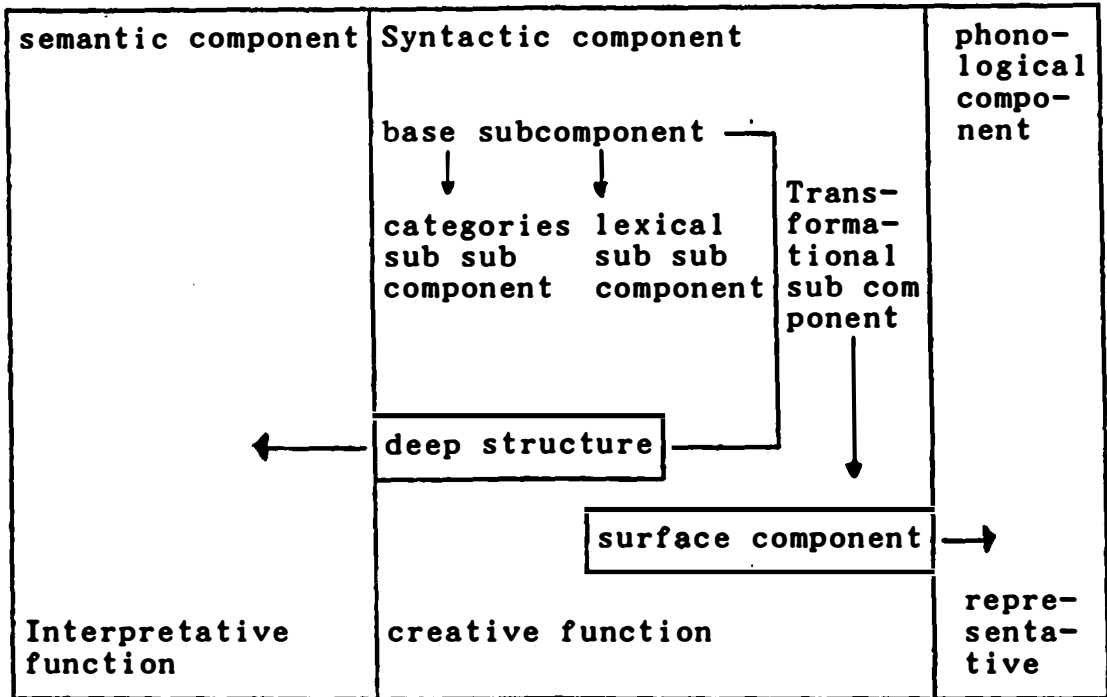 semantic component
Syntactic component
phono-
logical
compo-
nent
base subcomponent
categories
sub sub
component
lexical
sub sub
component
Trans-
forma-
tional
sub com
ponent
deep structure
surface component
Interpretative
function
creative function
repre-
senta-
tive